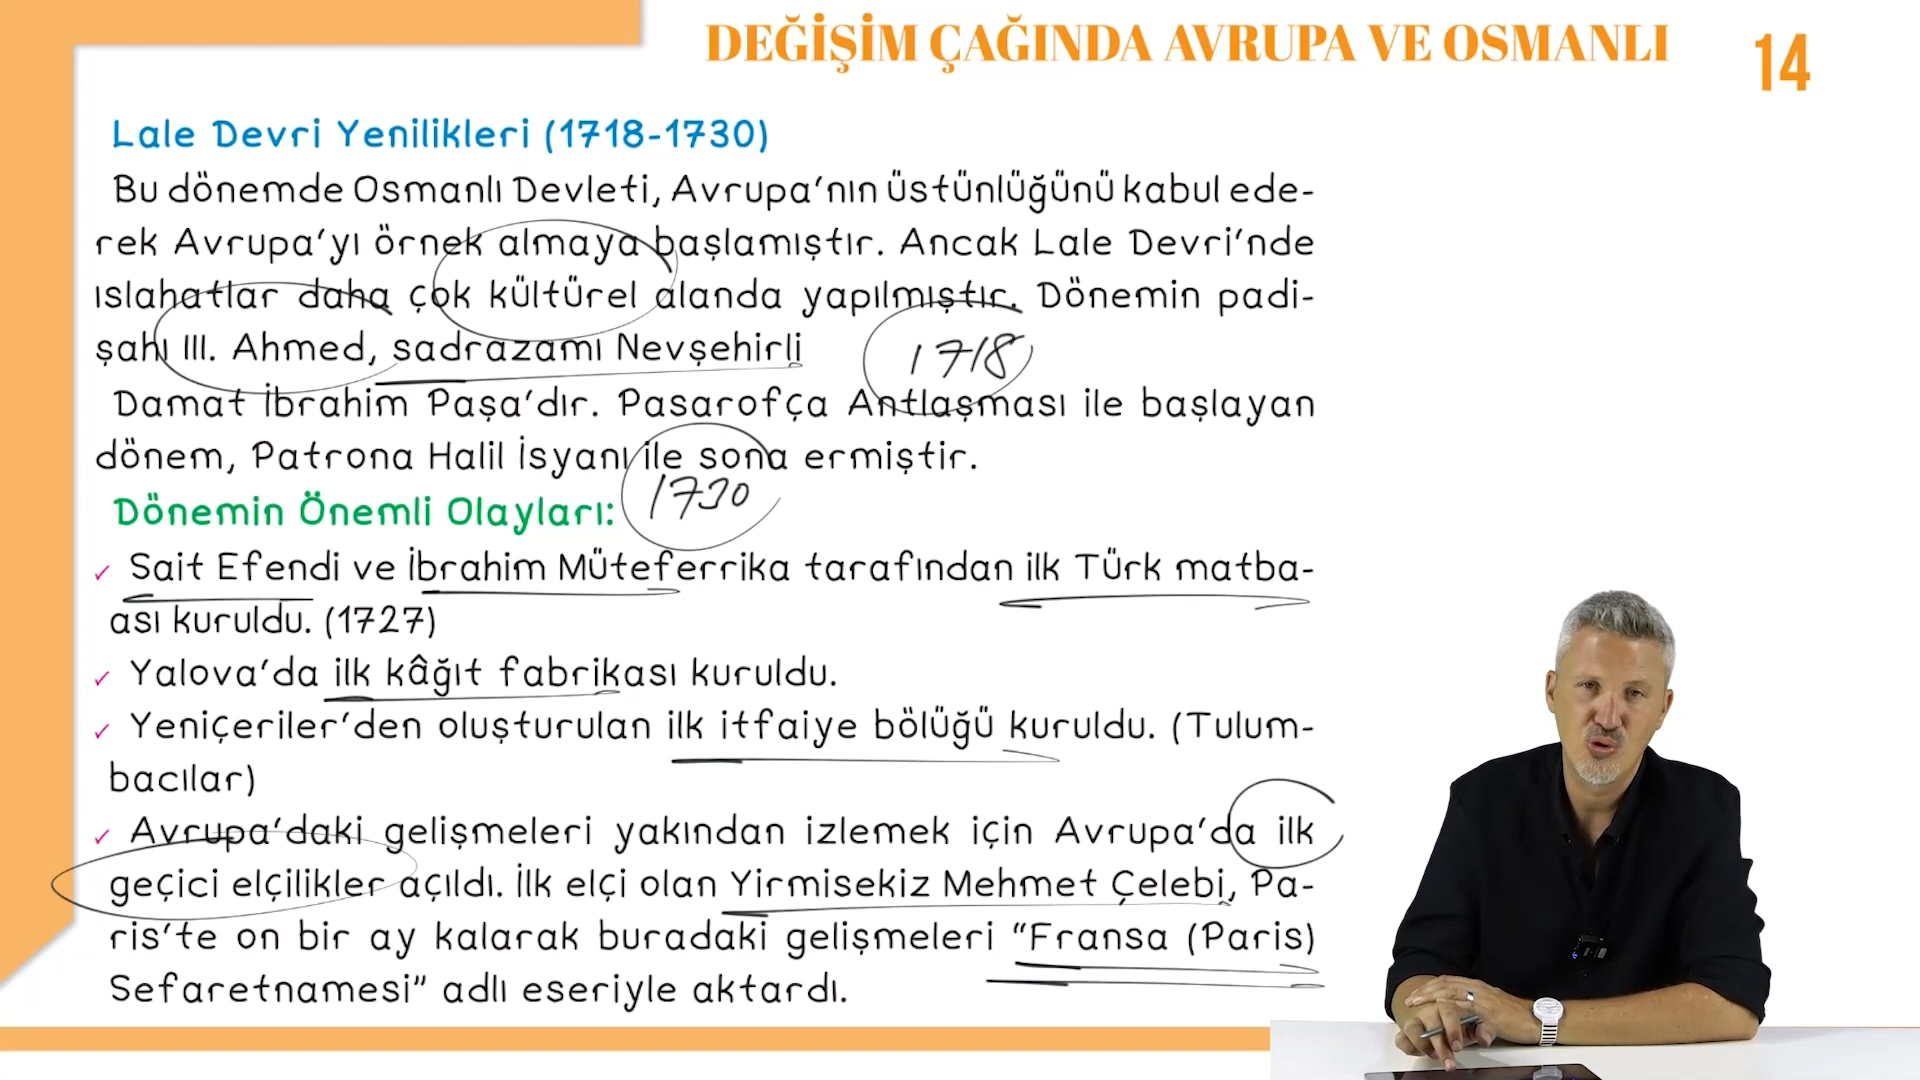 DEĞİŞİM ÇAĞINDA AVRUPA VE OSMANLI
14
Lale Devri Yenilikleri (1718-1730)
Bu dönemde Osmanlı Devleti, Avrupa'nın üstünlüğünü kabul ede-
rek Avrupa'yı örnek almaya başlamıştır. Ancak Lale Devri'nde
ıslahatlar daha çok kültürel alanda yapılmıştır. Dönemin padi-
şahı III. Ahmed, sadrazamı Nevşehirli
1718
Damat İbrahim Paşa'dır. Pasarofça Antlaşması ile başlayan
dönem, Patrona Halil İsyanı ile sona ermiştir.
1730
Dönemin Önemli Olayları:
✓ Sait Efendi ve İbrahim Müteferrika tarafından ilk Türk matba-
ası kuruldu. (1727)
✓ Yalova'da ilk kâğıt fabrikası kuruldu.
✓ Yeniçeriler'den oluşturulan ilk itfaiye bölüğü kuruldu. (Tulum-
bacılar)
✓ Avrupa'daki gelişmeleri yakından izlemek için Avrupa'da ilk
geçici elçilikler açıldı. İlk elçi olan Yirmisekiz Mehmet Çelebi, Pa-
ris'te on bir ay kalarak buradaki gelişmeleri “Fransa (Paris)
Sefaretnamesi” adlı eseriyle aktardı.